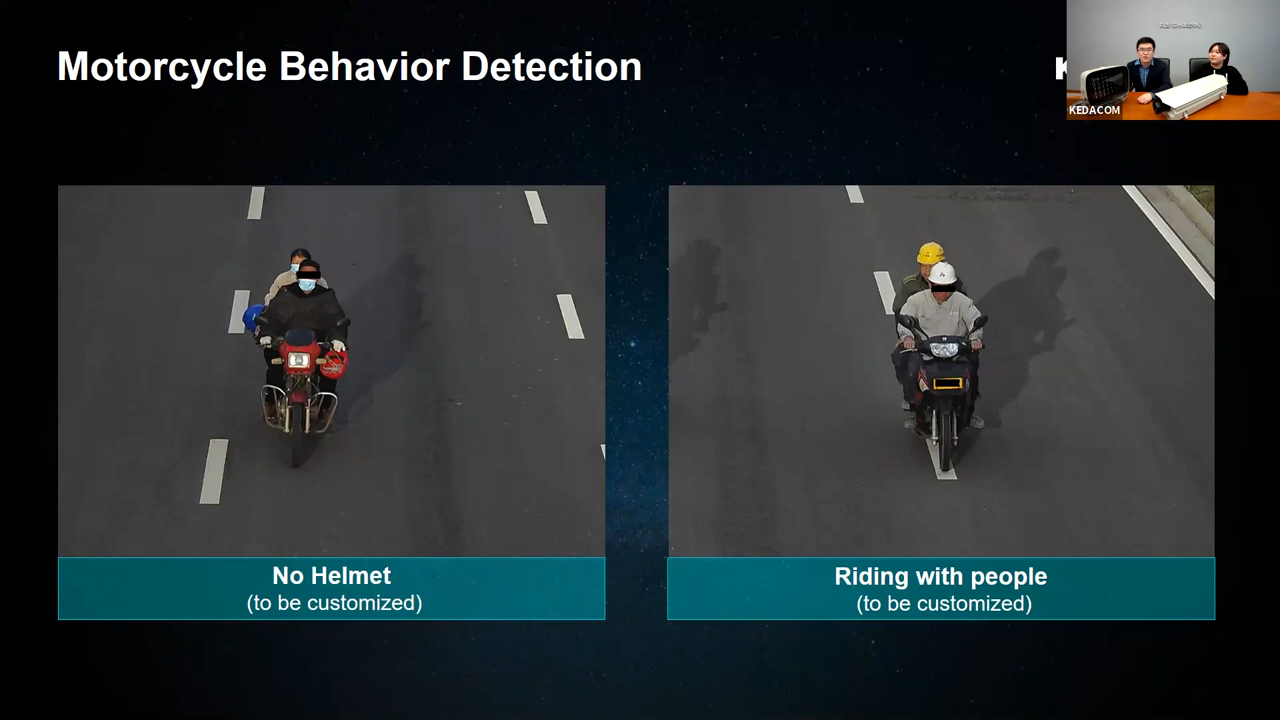 Motorcycle Behavior Detection
KEDACOM
No Helmet
(to be customized)
Riding with people
(to be customized)